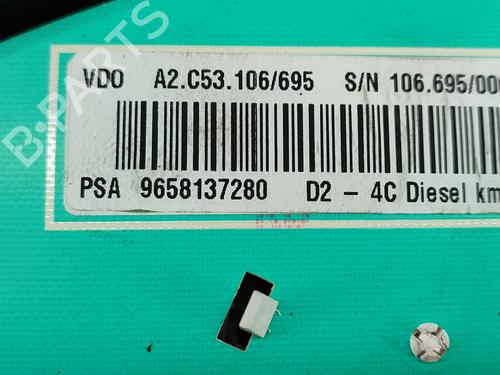 VDO A2.C53.106/695 S/N 106.695/00
PSA 9658137280 D2 - 4C Diesel km
B-PARTS